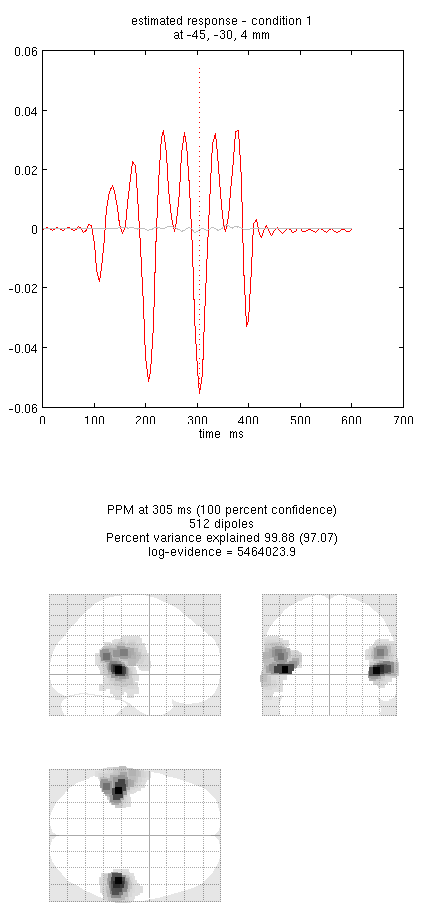 estimated response - condition 1
at -45, -30, 4 mm
0.06
0.04
0.02
0
-0.02
-0.04
-0.06
0 100 200 300 400 500 600 700
time ms
PPM at 305 ms (100 percent confidence)
512 dipoles
Percent variance explained 99.88 (97.07)
log-evidence = 5464023.9